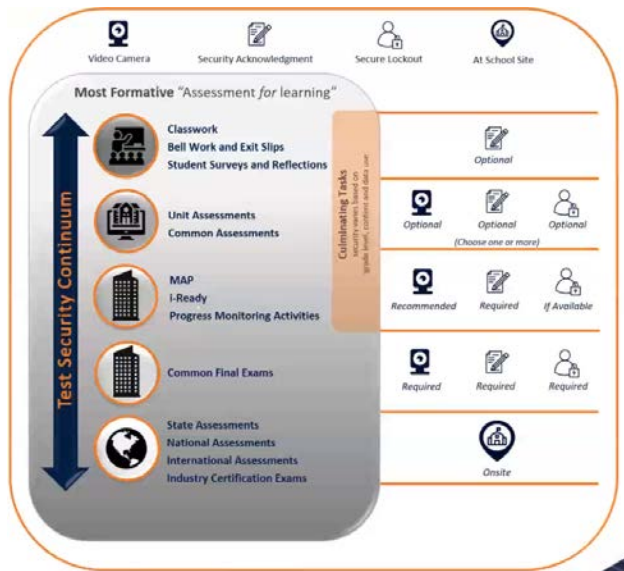 Video Camera
Security Acknowledgment
Secure Lockout
At School Site
Most Formative "Assessment for learning"
Test Security Continuum
Classwork
Bell Work and Exit Slips
Student Surveys and Reflections
Unit Assessments
Common Assessments
MAP
i-Ready
Progress Monitoring Activities
Common Final Exams
State Assessments
National Assessments
International Assessments
Industry Certification Exams
Culminating Tasks
security varies based on
grade level, content and data use
Optional
Optional
Optional
Optional
(Choose one or more)
Recommended
Required
If Available
Required
Required
Required
Onsite